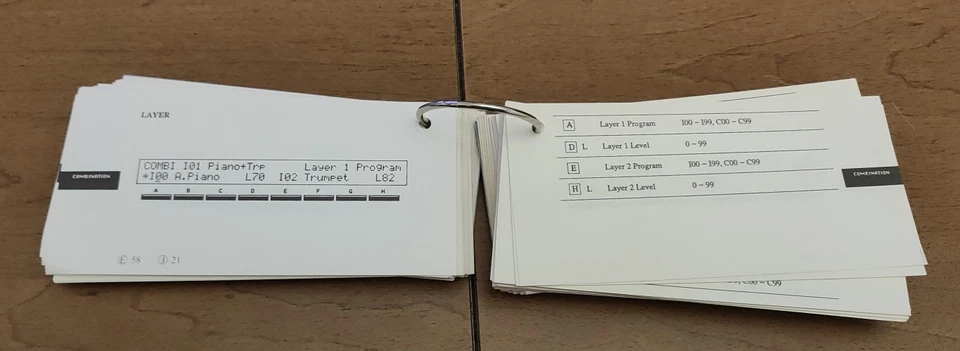 LAYER
COMBI I01 Piano+Trp Layer 1 Program
*I00 A.Piano L70 I02 Trumpet L82
COMBINATION
A B C D E F G H
Ⓔ 58 Ⓙ 21
A Layer 1 Program I00 – I99, C00 – C99
D L Layer 1 Level 0 – 99
E Layer 2 Program I00 – I99, C00 – C99
H L Layer 2 Level 0 – 99
COMBINATION
C00 – C99